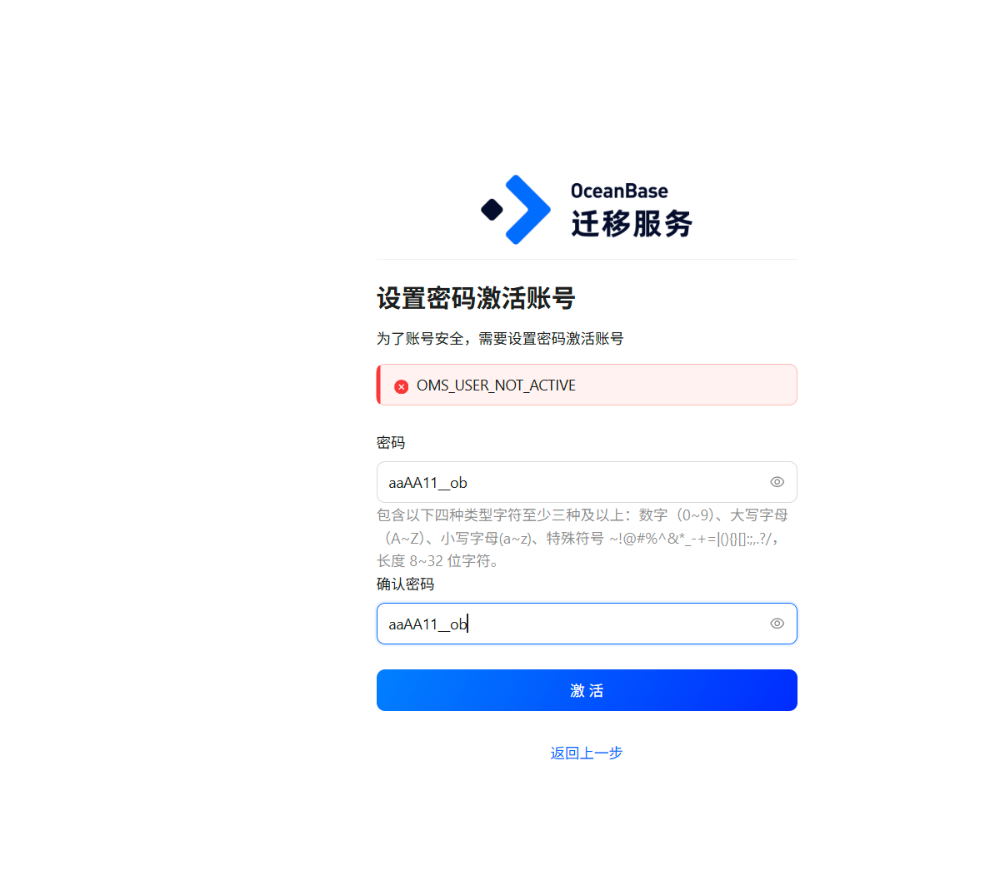 OceanBase
迁移服务
设置密码激活账号
为了账号安全，需要设置密码激活账号
OMS_USER_NOT_ACTIVE
密码
aaAA11__ob
包含以下四种类型字符至少三种及以上：数字（0~9）、大写字母
（A~Z）、小写字母(a~z)、特殊符号 ~!@#%^&*_-+=|(){}[]:;,.?/，
长度 8~32 位字符。
确认密码
aaAA11__ob
激 活
返回上一步